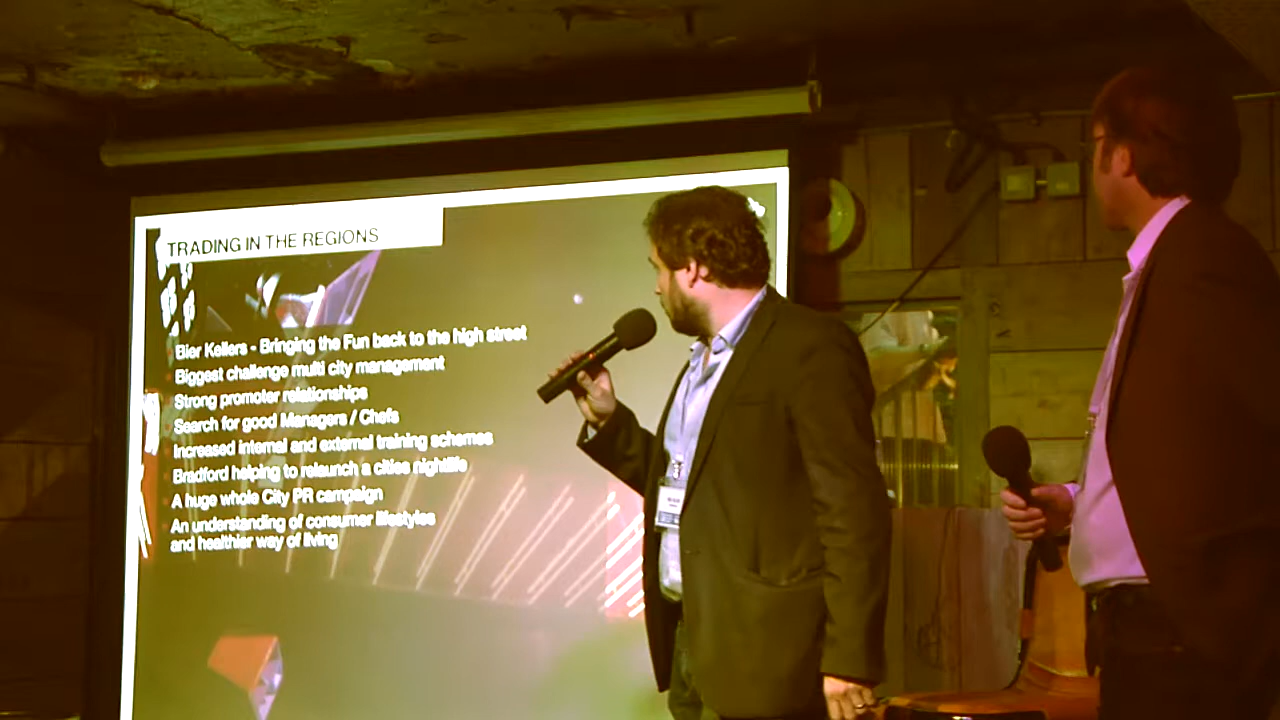 TRADING IN THE REGIONS
Bier Kellers - Bringing the Fun back to the high street
Biggest challenge multi city management
Strong promoter relationships
Search for good Managers / Chefs
Increased internal and external training schemes
Bradford helping to relaunch a cities nightlife
A huge whole City PR campaign
An understanding of consumer lifestyles
and healthier way of living